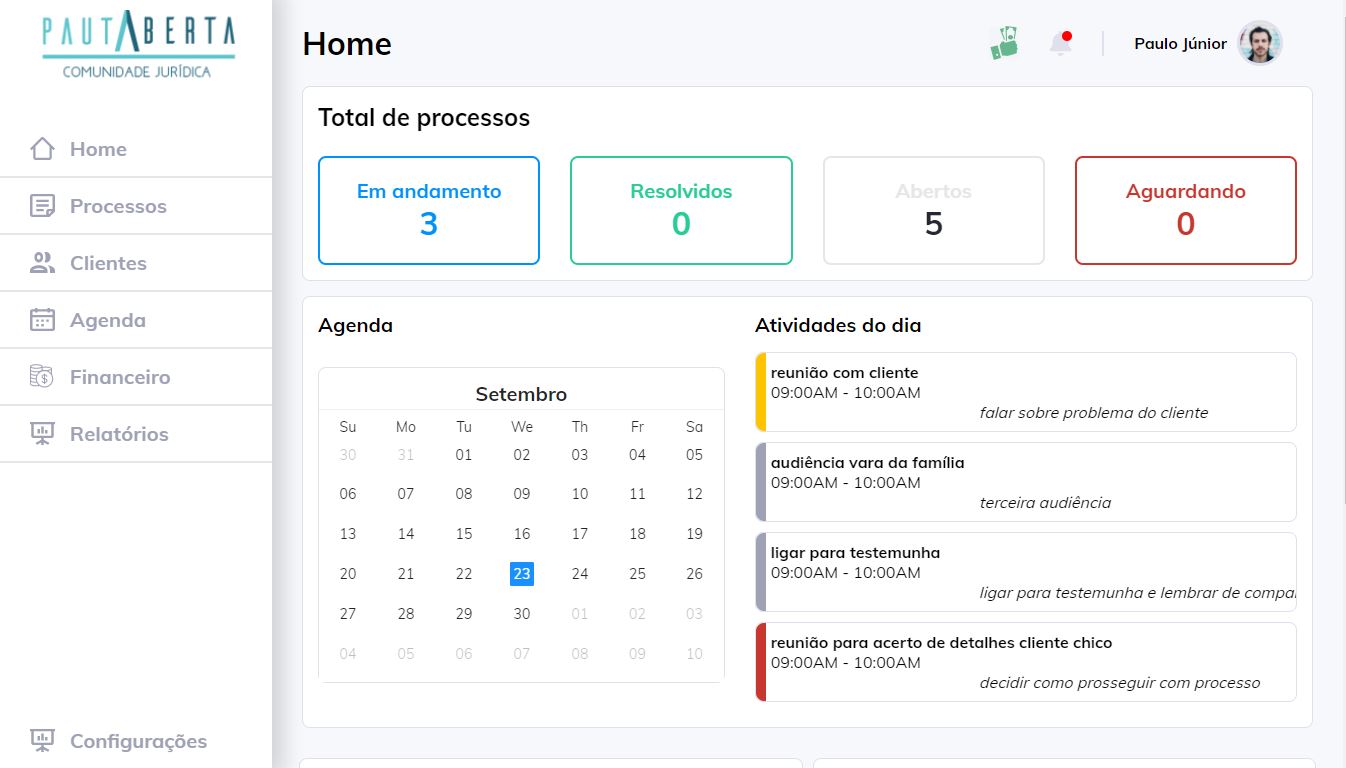 PAUTABERTA
COMUNIDADE JURÍDICA
Home
Processos
Clientes
Agenda
Financeiro
Relatórios
Configurações
Home
Paulo Júnior
Total de processos
Em andamento
3
Resolvidos
0
Abertos
5
Aguardando
0
Agenda
Setembro
Su Mo Tu We Th Fr Sa
30 31 01 02 03 04 05
06 07 08 09 10 11 12
13 14 15 16 17 18 19
20 21 22 23 24 25 26
27 28 29 30 01 02 03
04 05 06 07 08 09 10
Atividades do dia
reunião com cliente
09:00AM - 10:00AM
falar sobre problema do cliente
audiência vara da família
09:00AM - 10:00AM
terceira audiência
ligar para testemunha
09:00AM - 10:00AM
ligar para testemunha e lembrar de compa
reunião para acerto de detalhes cliente chico
09:00AM - 10:00AM
decidir como prosseguir com processo